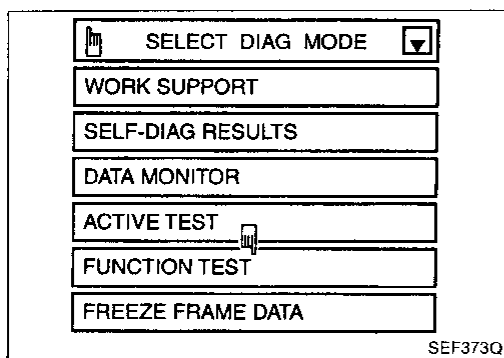 SELECT DIAG MODE
WORK SUPPORT
SELF-DIAG RESULTS
DATA MONITOR
ACTIVE TEST
FUNCTION TEST
FREEZE FRAME DATA
SEF373Q